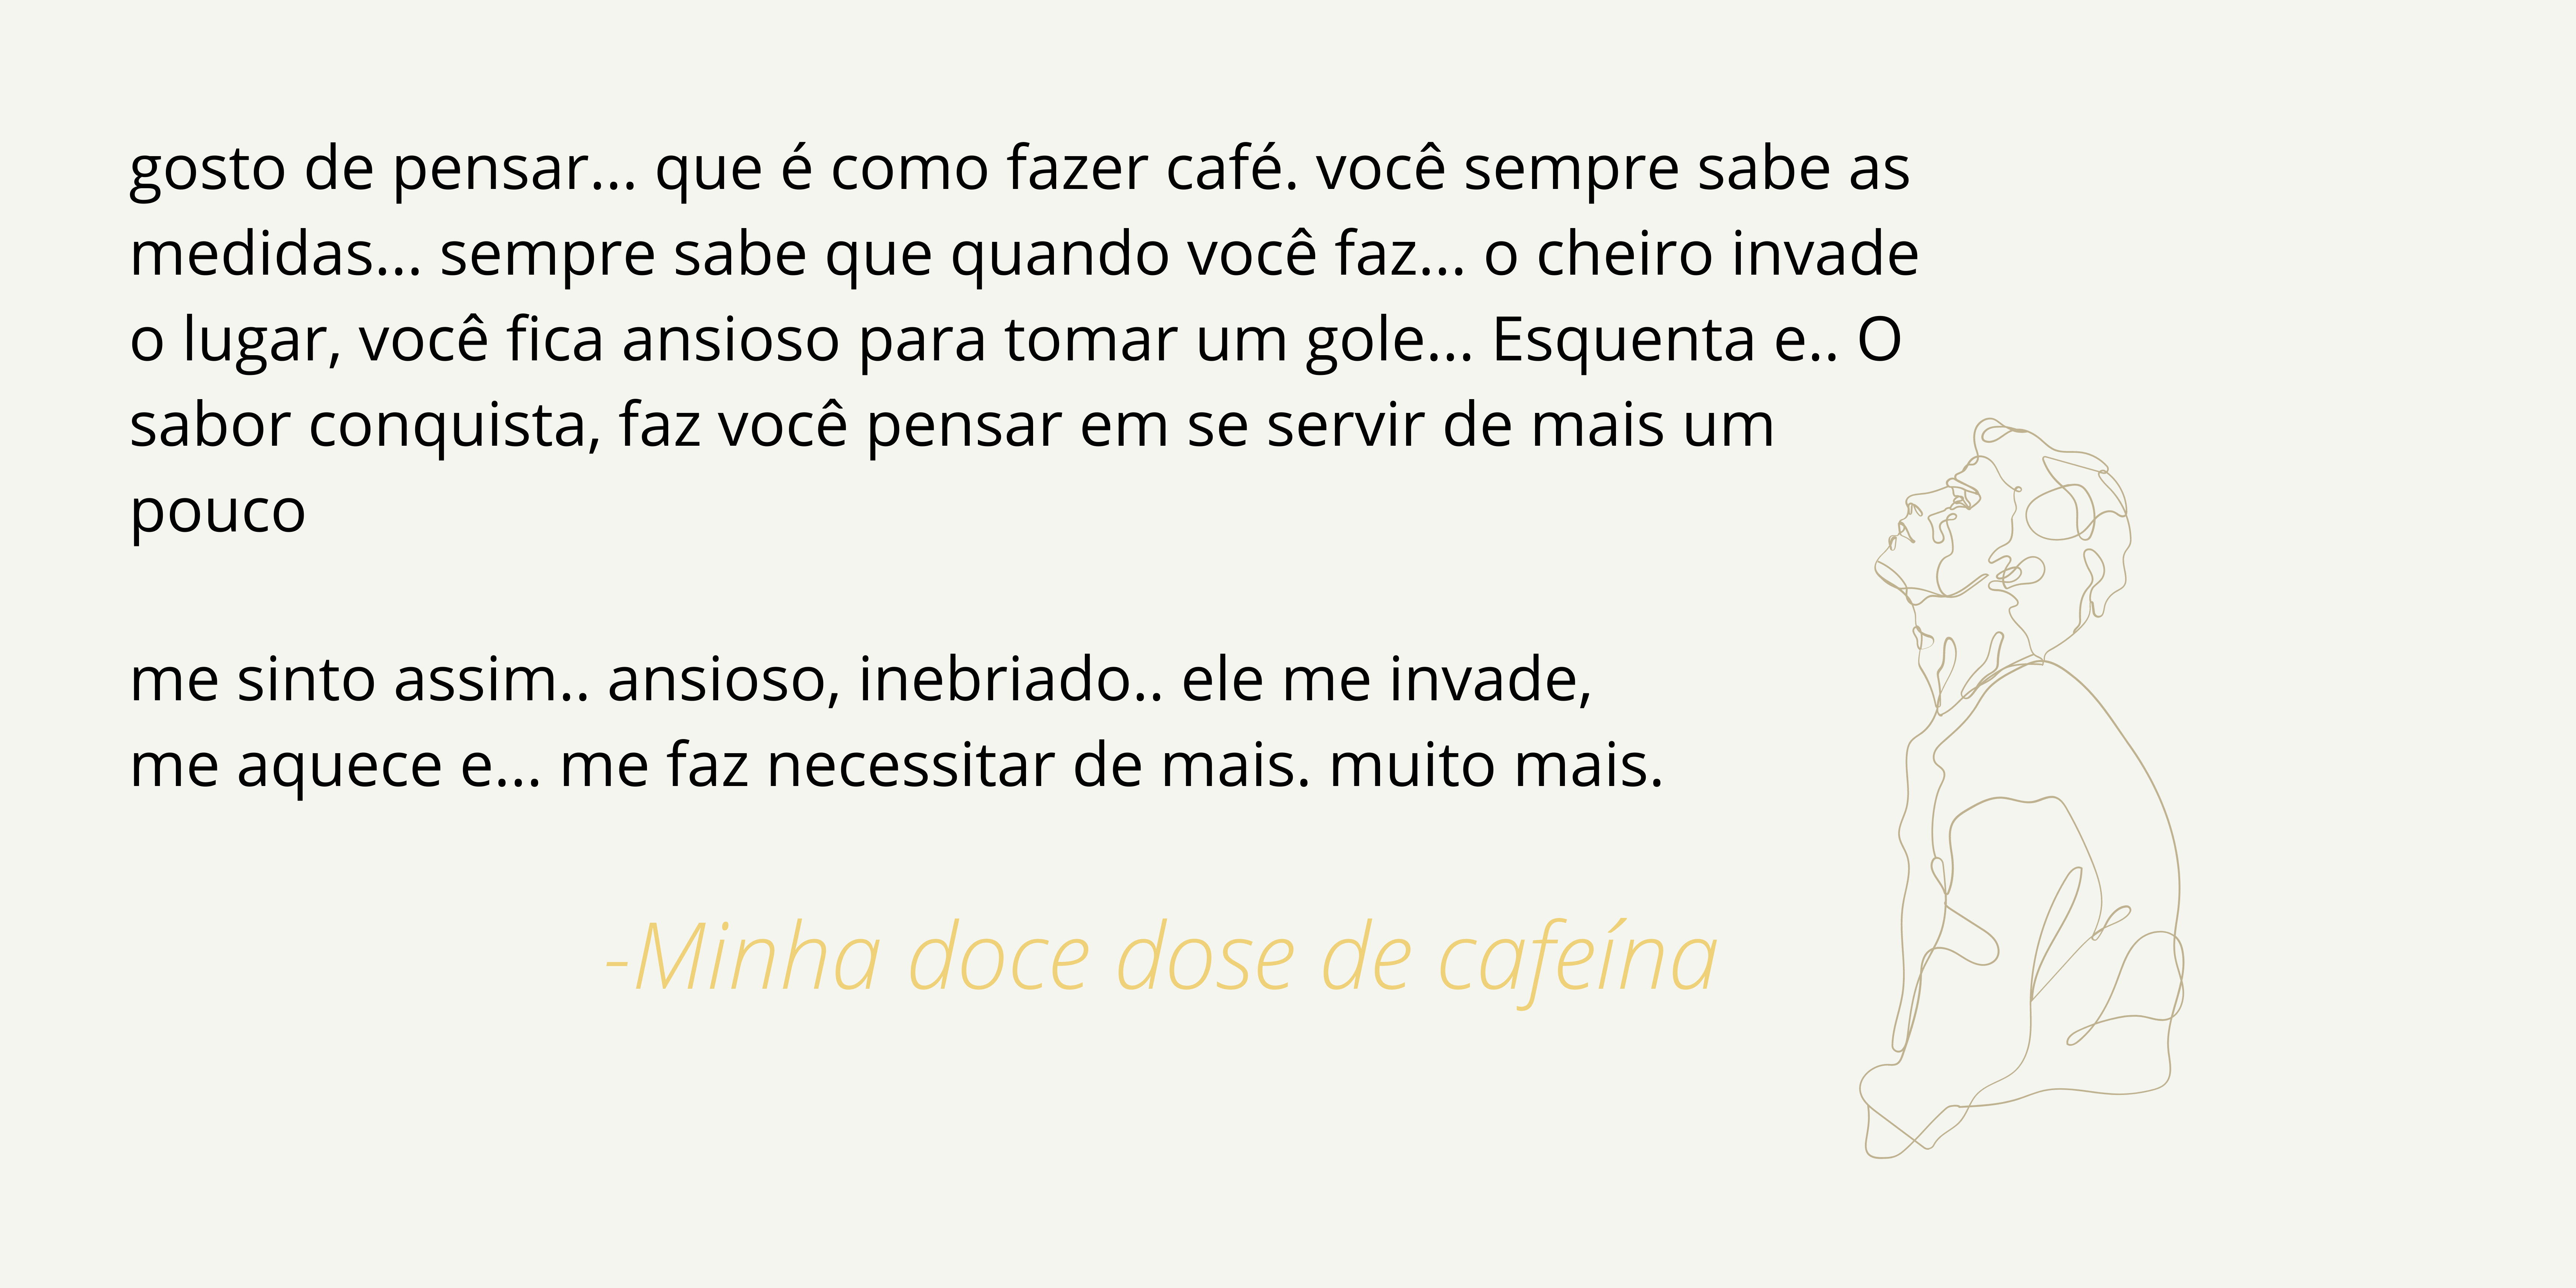 gosto de pensar... que é como fazer café. você sempre sabe as
medidas... sempre sabe que quando você faz... o cheiro invade
o lugar, você fica ansioso para tomar um gole... Esquenta e.. O
sabor conquista, faz você pensar em se servir de mais um
pouco
me sinto assim.. ansioso, inebriado.. ele me invade,
me aquece e... me faz necessitar de mais. muito mais.
-Minha doce dose de cafeína